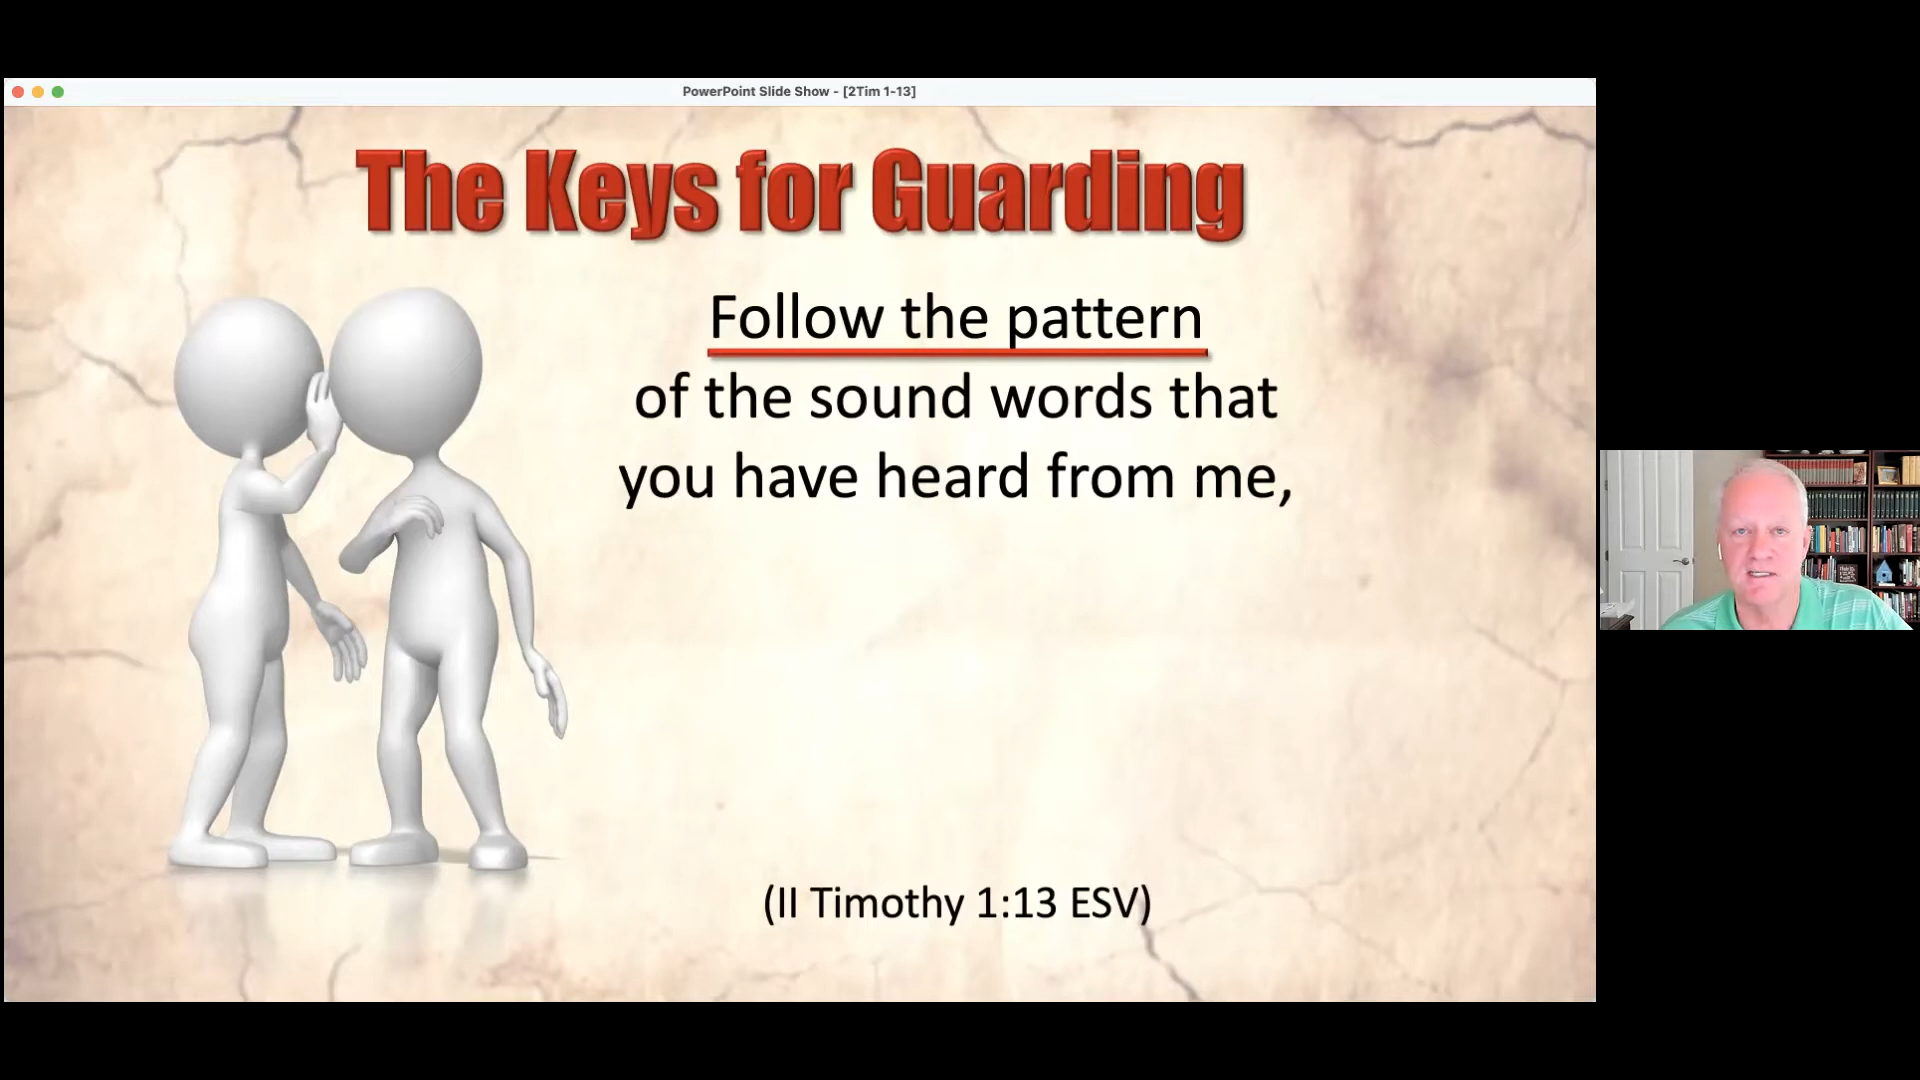 PowerPoint Slide Show - [2Tim 1-13]
The Keys for Guarding
Follow the pattern
of the sound words that
you have heard from me,
(II Timothy 1:13 ESV)